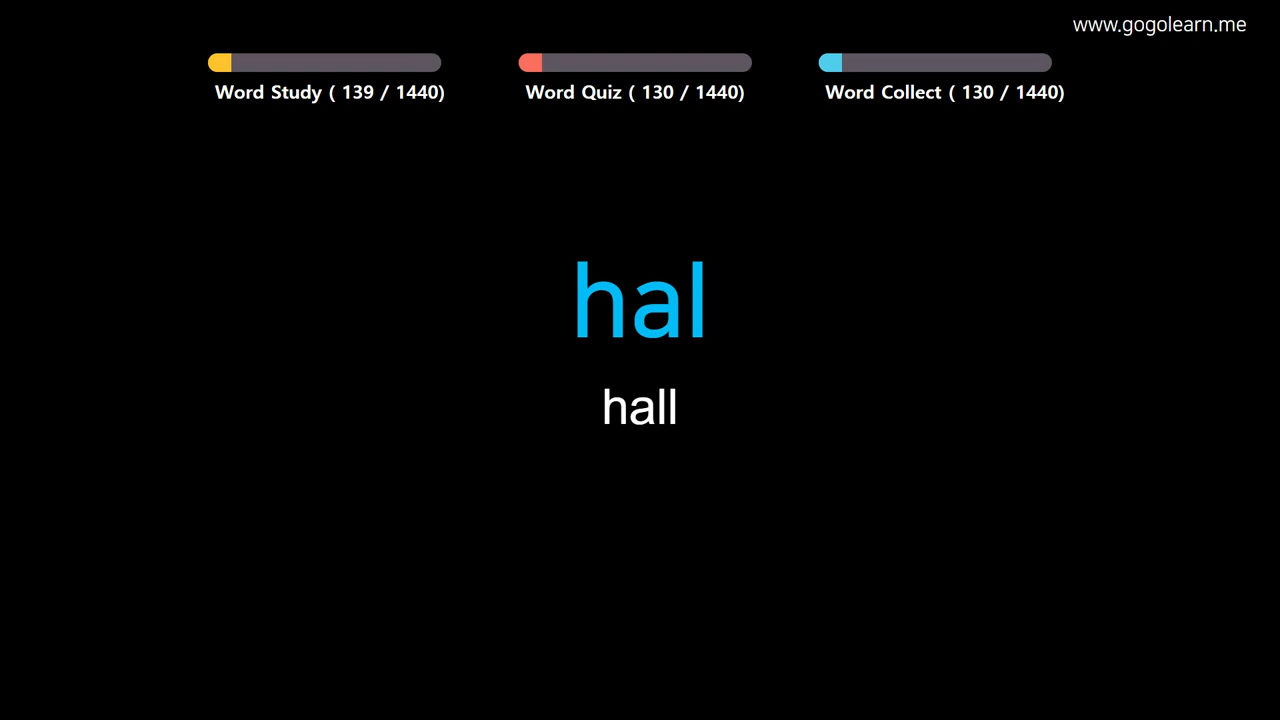 www.gogolearn.me
Word Study ( 139 / 1440)
Word Quiz ( 130 / 1440)
Word Collect ( 130 / 1440)
hal
hall